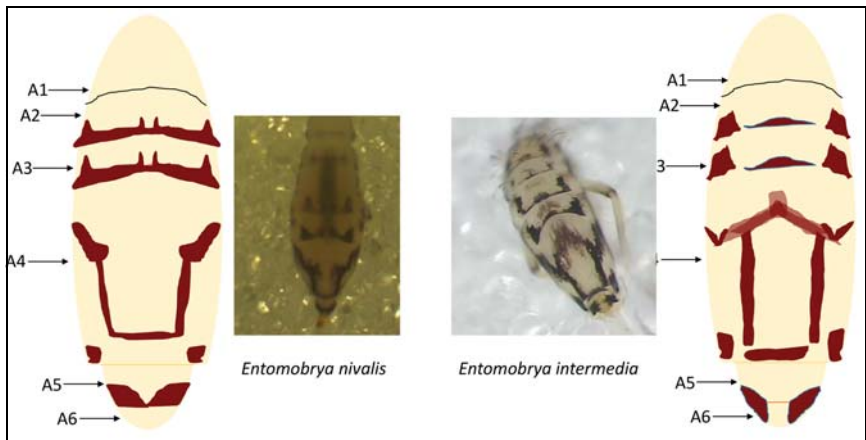 A1
A2
A3
A4
A5
A6
Entomobrya nivalis
Entomobrya intermedia
A1
A2
3
A5
A6